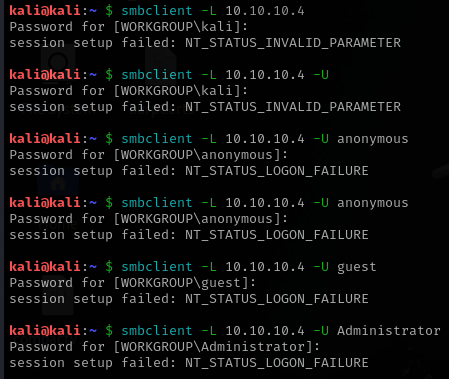 kali@kali:~ $ smbclient -L 10.10.10.4
Password for [WORKGROUP\kali]:
session setup failed: NT_STATUS_INVALID_PARAMETER
kali@kali:~ $ smbclient -L 10.10.10.4 -U
Password for [WORKGROUP\kali]:
session setup failed: NT_STATUS_INVALID_PARAMETER
kali@kali:~ $ smbclient -L 10.10.10.4 -U anonymous
Password for [WORKGROUP\anonymous]:
session setup failed: NT_STATUS_LOGON_FAILURE
kali@kali:~ $ smbclient -L 10.10.10.4 -U anonymous
Password for [WORKGROUP\anonymous]:
session setup failed: NT_STATUS_LOGON_FAILURE
kali@kali:~ $ smbclient -L 10.10.10.4 -U guest
Password for [WORKGROUP\guest]:
session setup failed: NT_STATUS_LOGON_FAILURE
kali@kali:~ $ smbclient -L 10.10.10.4 -U Administrator
Password for [WORKGROUP\Administrator]:
session setup failed: NT_STATUS_LOGON_FAILURE